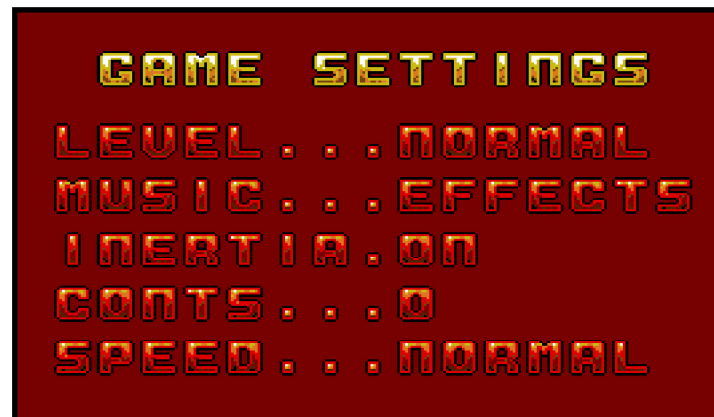 GAME SETTINGS
LEVEL...NORMAL
MUSIC...EFFECTS
INERTIA.ON
CONTS...0
SPEED...NORMAL